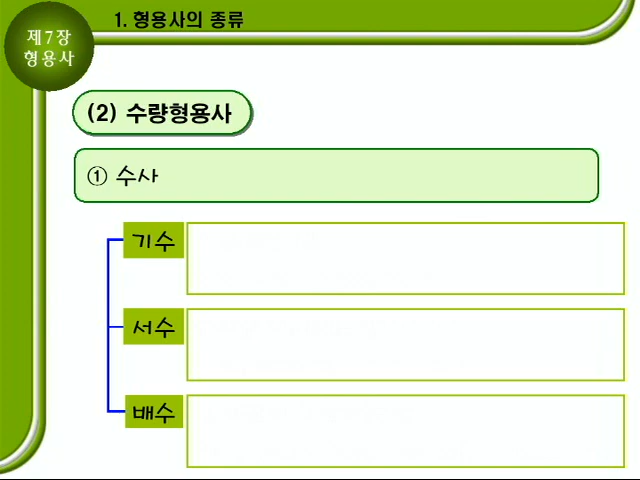 제7장
형용사
1. 형용사의 종류
(2) 수량형용사
① 수사
기수
서수
배수